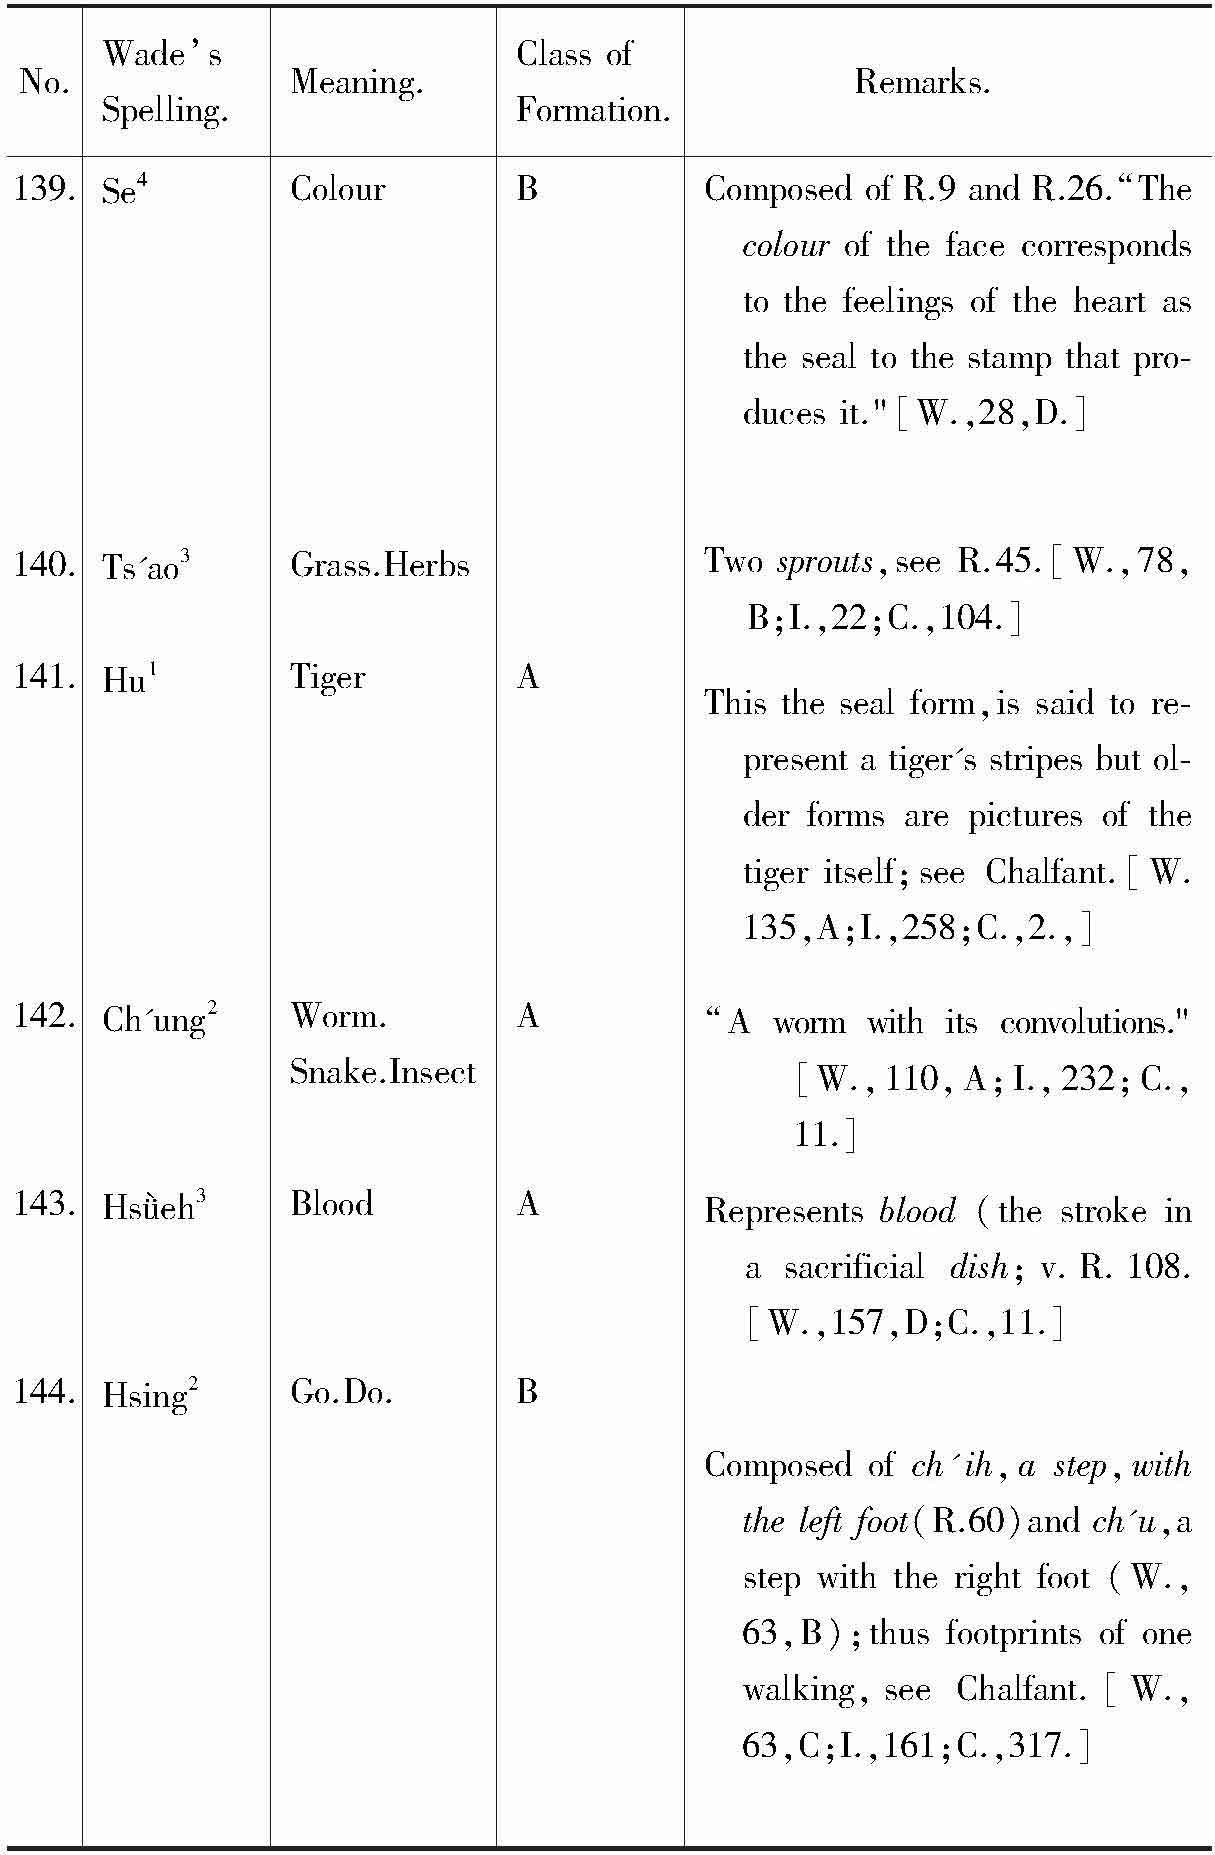 No. Wade's Spelling. Meaning. Class of Formation. Remarks.
139. Se⁴ Colour B Composed of R.9 and R.26.“The
colour of the face corresponds
to the feelings of the heart as
the seal to the stamp that pro-
duces it."[W.,28,D.]
140. Ts´ao³ Grass.Herbs Two sprouts,see R.45.[W.,78,
B;I.,22;C.,104.]
141. Hu¹ Tiger A
This the seal form,is said to re-
present a tiger´s stripes but ol-
der forms are pictures of the
tiger itself;see Chalfant.[W.
135,A;I.,258;C.,2.,]
142. Ch´ung² Worm. A “A worm with its convolutions."
Snake.Insect [W.,110,A;I.,232;C.,
11.]
143. Hsǜeh³ Blood A Represents blood (the stroke in
a sacrificial dish; v. R. 108.
[W.,157,D;C.,11.]
144. Hsing² Go.Do. B
Composed of ch´ih,a step,with
the left foot(R.60)and ch´u,a
step with the right foot (W.,
63,B);thus footprints of one
walking, see Chalfant. [W.,
63,C;I.,161;C.,317.]